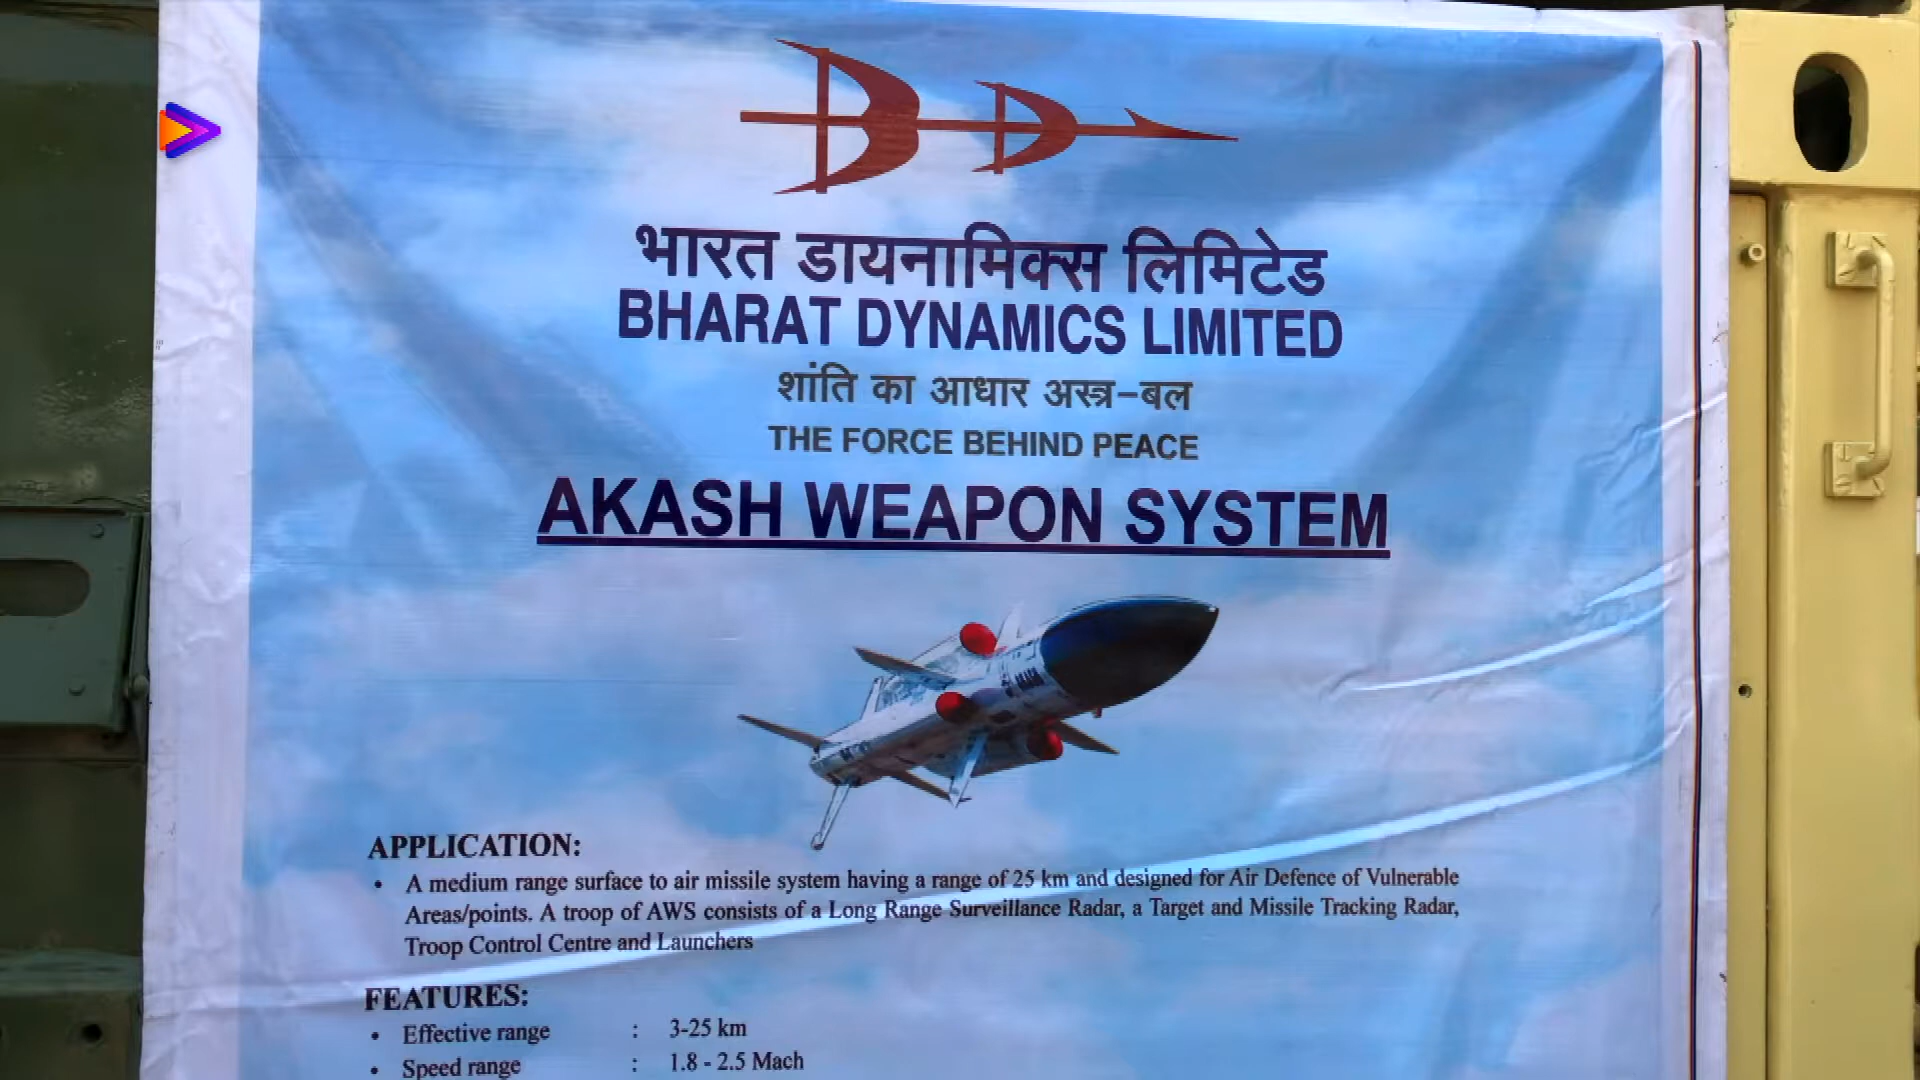 भारत डायनामिक्स लिमिटेड
BHARAT DYNAMICS LIMITED
शांति का आधार अस्त्र-बल
THE FORCE BEHIND PEACE
AKASH WEAPON SYSTEM
AKASH
APPLICATION:
• A medium range surface to air missile system having a range of 25 km and designed for Air Defence of Vulnerable
Areas/points. A troop of AWS consists of a Long Range Surveillance Radar, a Target and Missile Tracking Radar,
Troop Control Centre and Launchers
FEATURES:
• Effective range : 3-25 km
• Speed range : 1.8 - 2.5 Mach